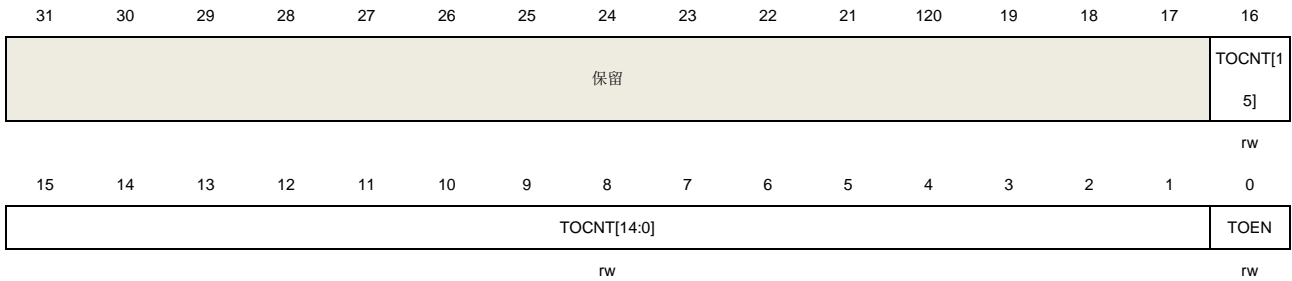 31 30 29 28 27 26 25 24 23 22 21 120 19 18 17 16
保留
TOCNT[1
5]
rw
15 14 13 12 11 10 9 8 7 6 5 4 3 2 1 0
TOCNT[14:0] TOEN
rw rw